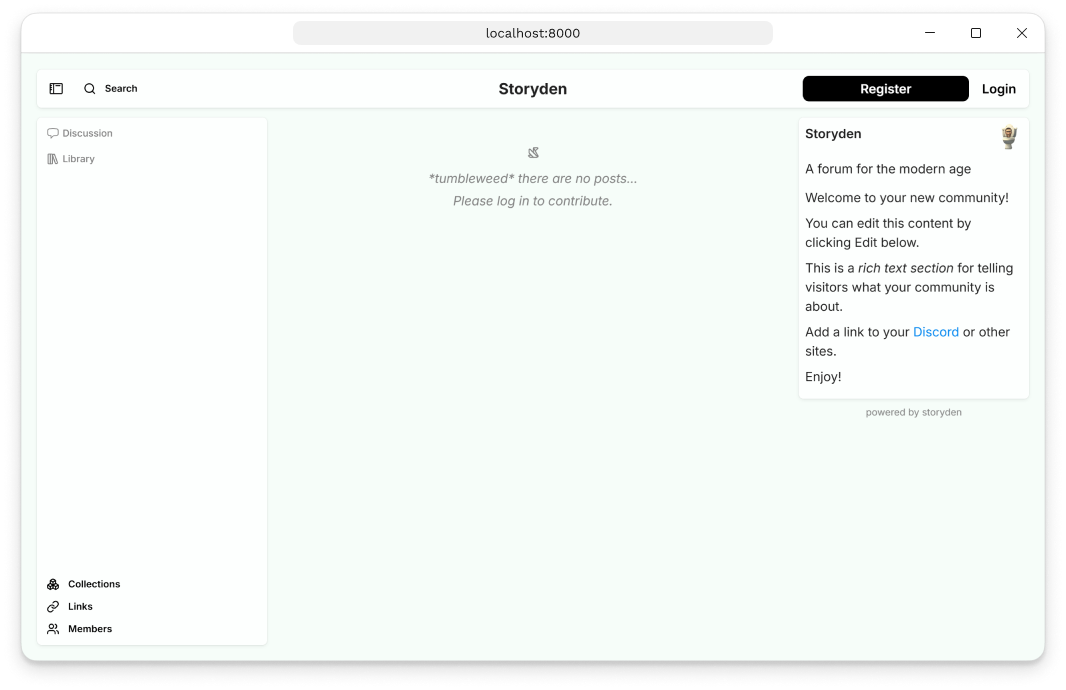 localhost:8000
Search
Storyden
Register
Login
Discussion
Library
*tumbleweed* there are no posts...
Please log in to contribute.
Storyden
A forum for the modern age
Welcome to your new community!
You can edit this content by
clicking Edit below.
This is a rich text section for telling
visitors what your community is
about.
Add a link to your Discord or other
sites.
Enjoy!
powered by storyden
Collections
Links
Members